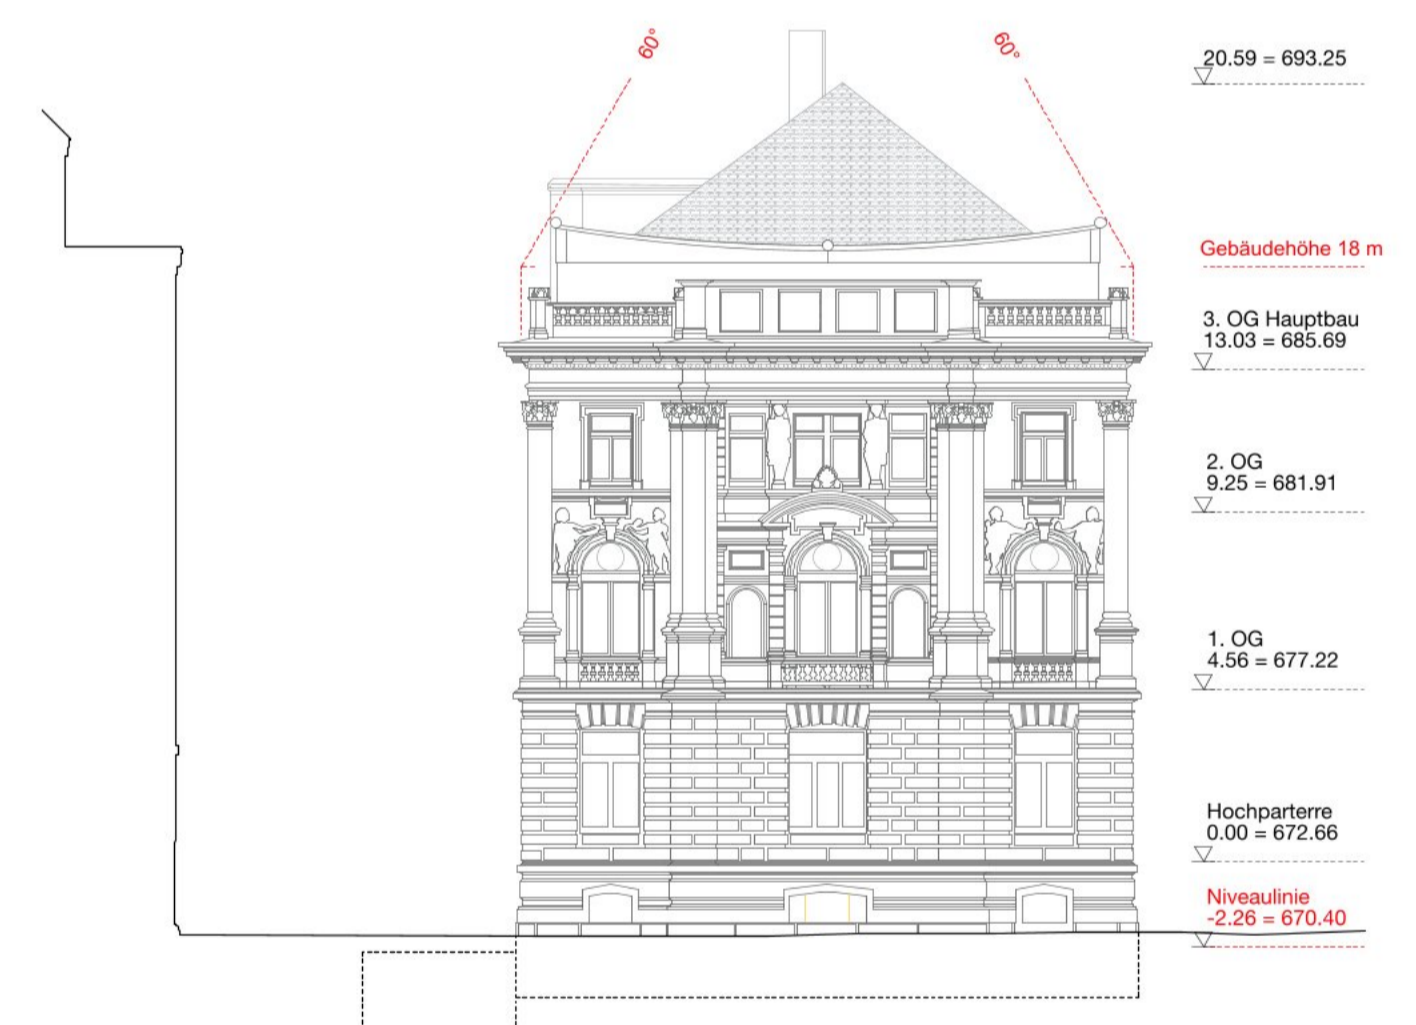 60°
60°
20.59 = 693.25
Gebäudehöhe 18 m
3. OG Hauptbau
13.03 = 685.69
2. OG
9.25 = 681.91
1. OG
4.56 = 677.22
Hochparterre
0.00 = 672.66
Niveaulinie
-2.26 = 670.40